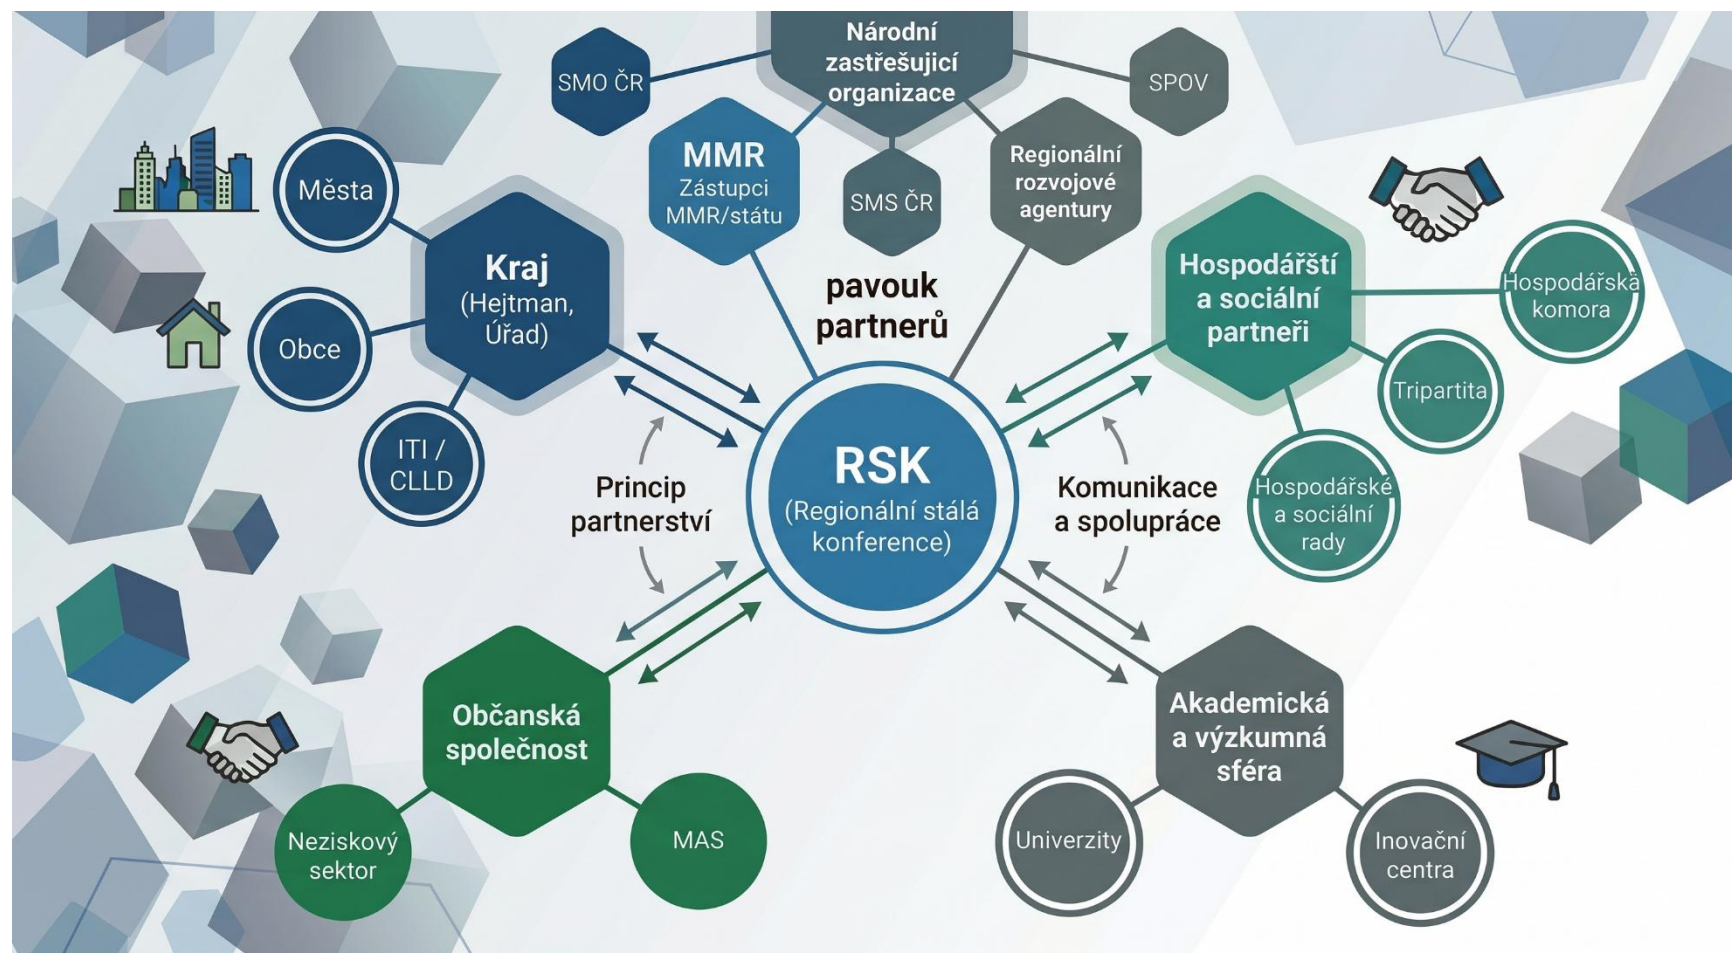 Národní
zastřešujicí
organizace
SMO ČR
SPOV
MMR
Zástupci
MMR/státu
SMS ČR
Regionální
rozvojové
agentury
Města
Kraj
(Hejtman,
Úřad)
pavouk
partnerů
Hospodářští
a sociální
partneři
Hospodářská
komora
Obce
Tripartita
ITI /
CLLD
Princip
partnerství
RSK
(Regionální stálá
konference)
Komunikace
a spolupráce
Hospodářské
a sociální
rady
Občanská
společnost
Akademická
a výzkumná
sféra
Neziskový
sektor
MAS
Univerzity
Inovační
centra